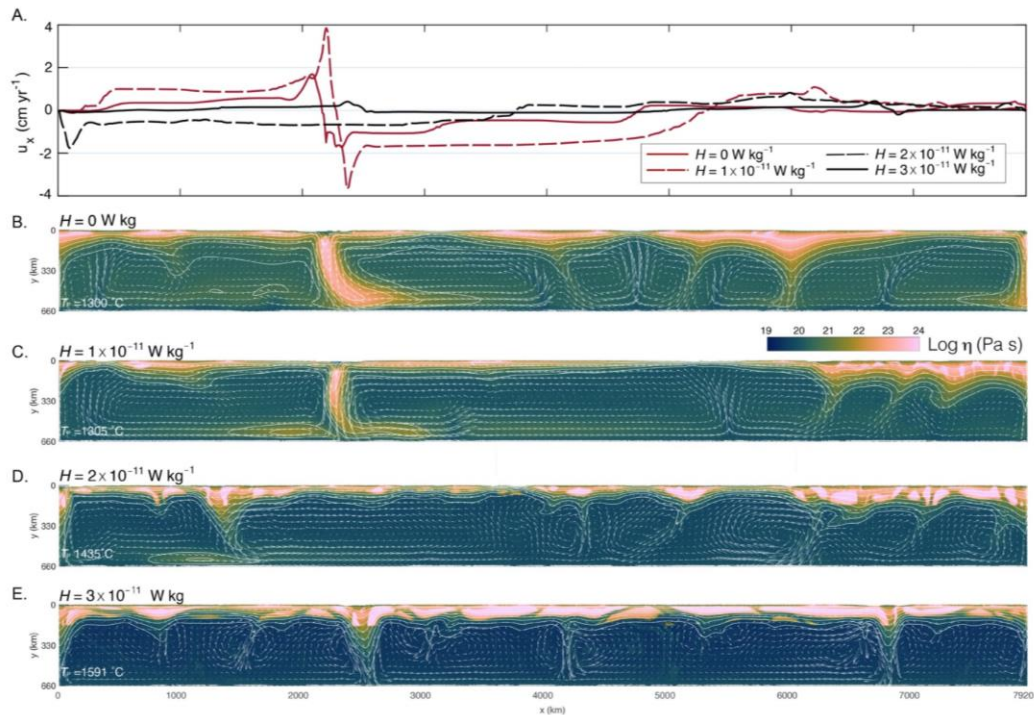 A.
4
2
0
-2
-4
u_x (cm yr⁻¹)
H = 0 W kg⁻¹
H = 1×10⁻¹¹ W kg⁻¹
H = 2×10⁻¹¹ W kg⁻¹
H = 3×10⁻¹¹ W kg⁻¹
B.
H = 0 W kg
0
330
660
y (km)
=1300 °C
C.
H = 1×10⁻¹¹ W kg⁻¹
19 20 21 22 23 24
Log η (Pa s)
0
330
660
y (km)
=1305 °C
D.
H = 2×10⁻¹¹ W kg⁻¹
0
330
660
y (km)
1435 °C
E.
H = 3×10⁻¹¹ W kg
0
330
660
y (km)
=1591 °C
0 1000 2000 3000 4000 5000 6000 7000 7920
x (km)